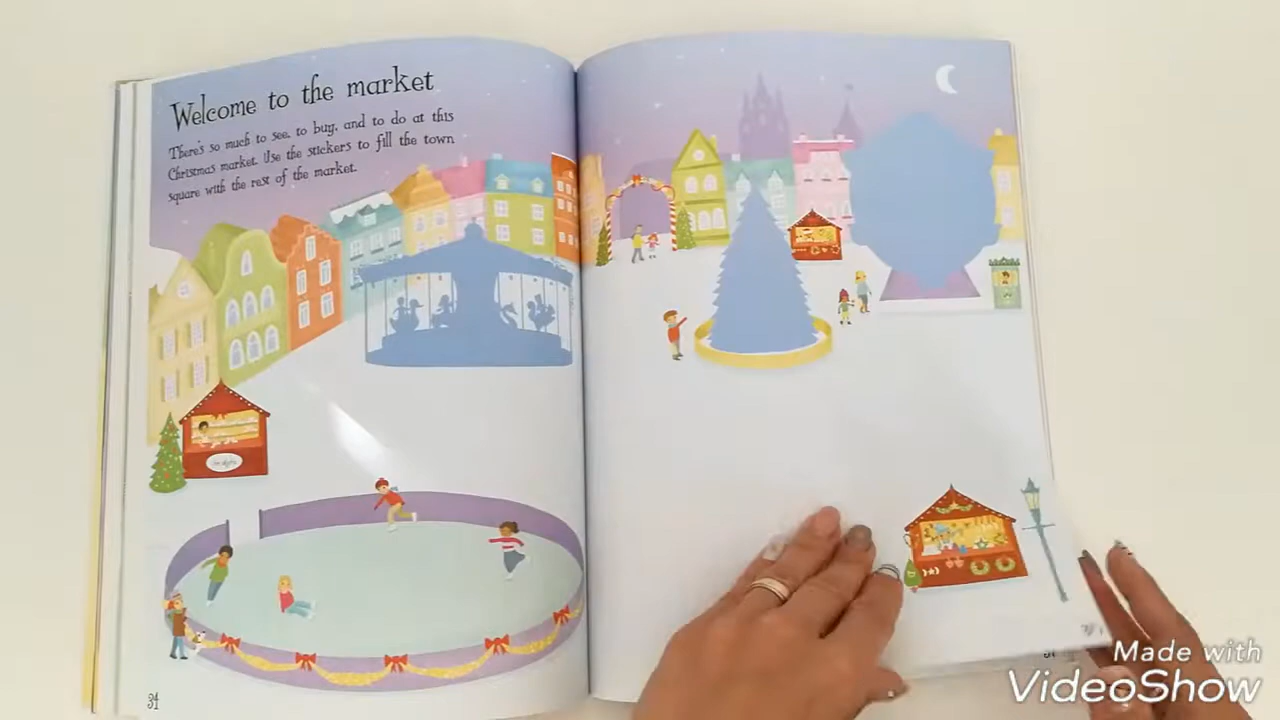 Welcome to the market
There's so much to see, to buy, and to do at this
Christmas market. Use the stickers to fill the town
square with the rest of the market.
34
Made with
VideoShow